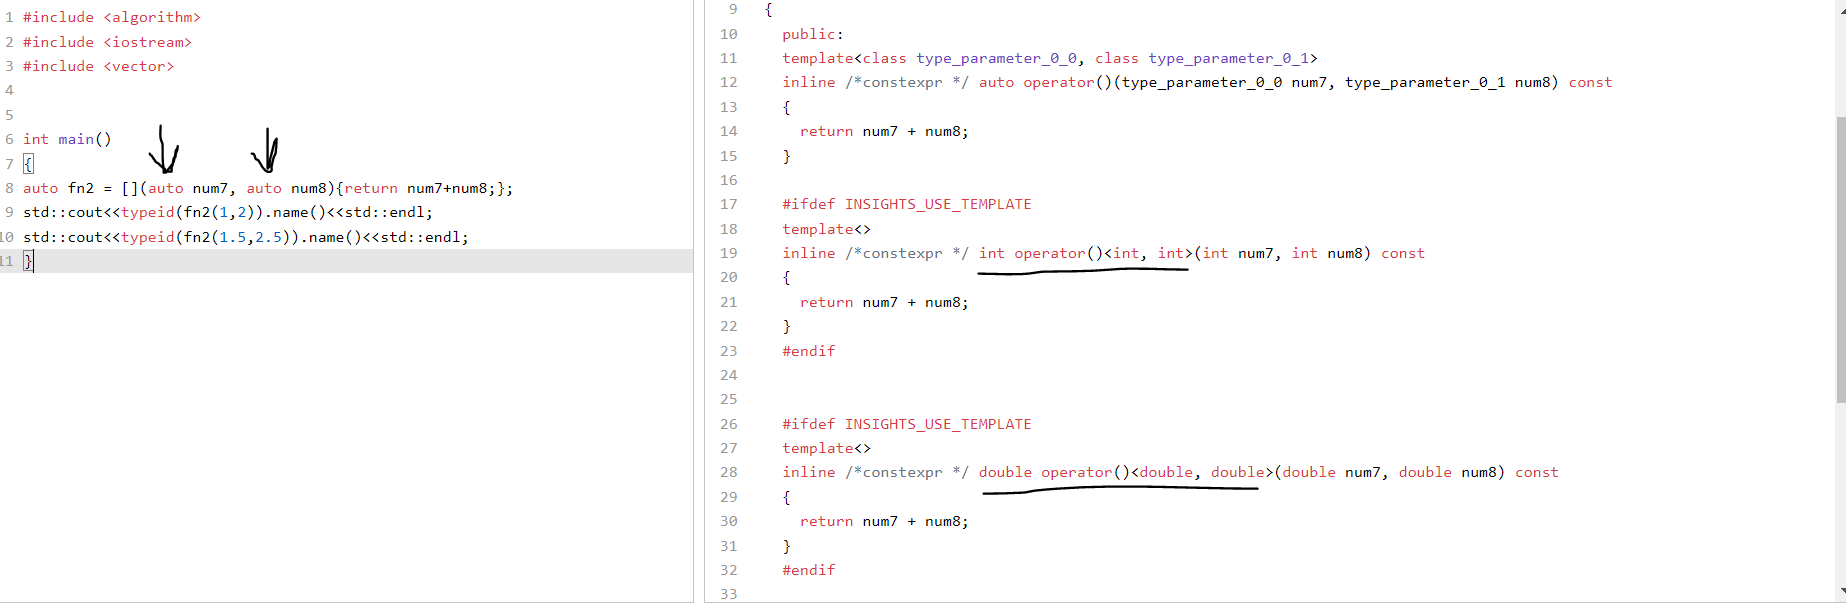 1 #include <algorithm>
2 #include <iostream>
3 #include <vector>
4
5
6 int main()
7 {
8 auto fn2 = [](auto num7, auto num8){return num7+num8;};
9 std::cout<<typeid(fn2(1,2)).name()<<std::endl;
10 std::cout<<typeid(fn2(1.5,2.5)).name()<<std::endl;
11 }
9 {
10 public:
11 template<class type_parameter_0_0, class type_parameter_0_1>
12 inline /*constexpr */ auto operator()(type_parameter_0_0 num7, type_parameter_0_1 num8) const
13 {
14 return num7 + num8;
15 }
16
17 #ifdef INSIGHTS_USE_TEMPLATE
18 template<>
19 inline /*constexpr */ int operator()<int, int>(int num7, int num8) const
20 {
21 return num7 + num8;
22 }
23 #endif
24
25
26 #ifdef INSIGHTS_USE_TEMPLATE
27 template<>
28 inline /*constexpr */ double operator()<double, double>(double num7, double num8) const
29 {
30 return num7 + num8;
31 }
32 #endif
33